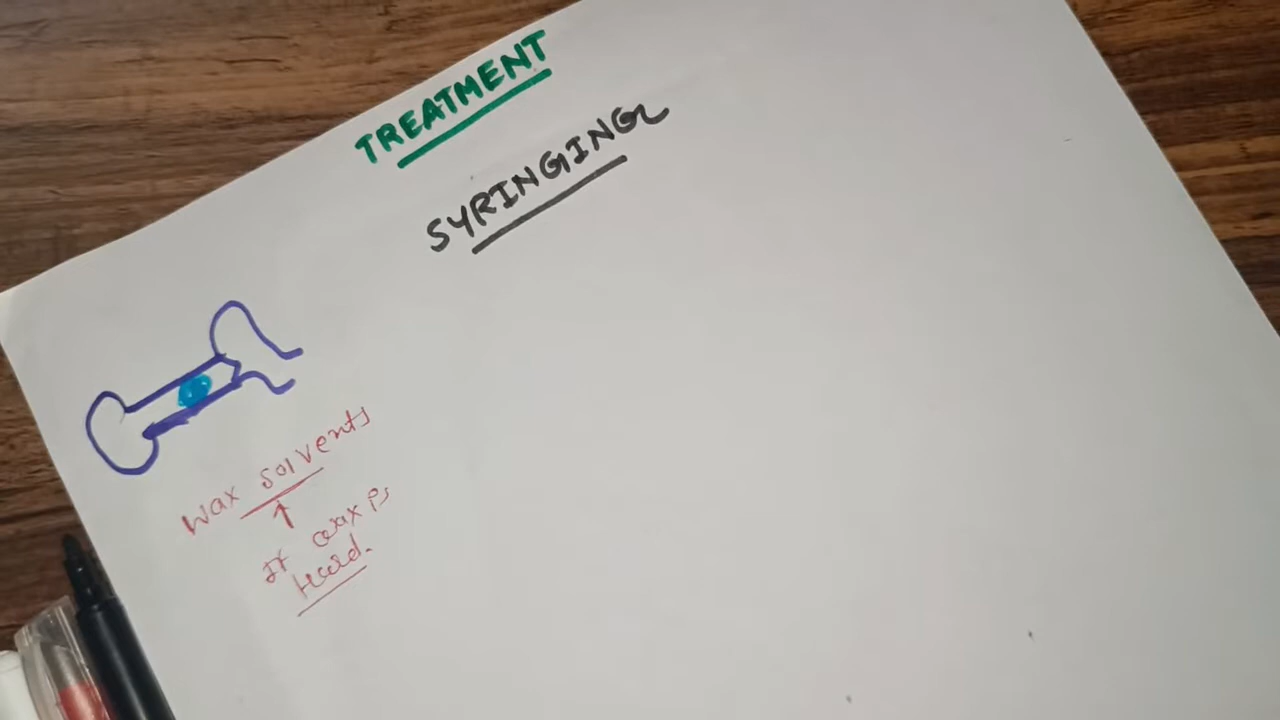 TREATMENT
SYRINGING
Wax solvents
If wax is
Hard.